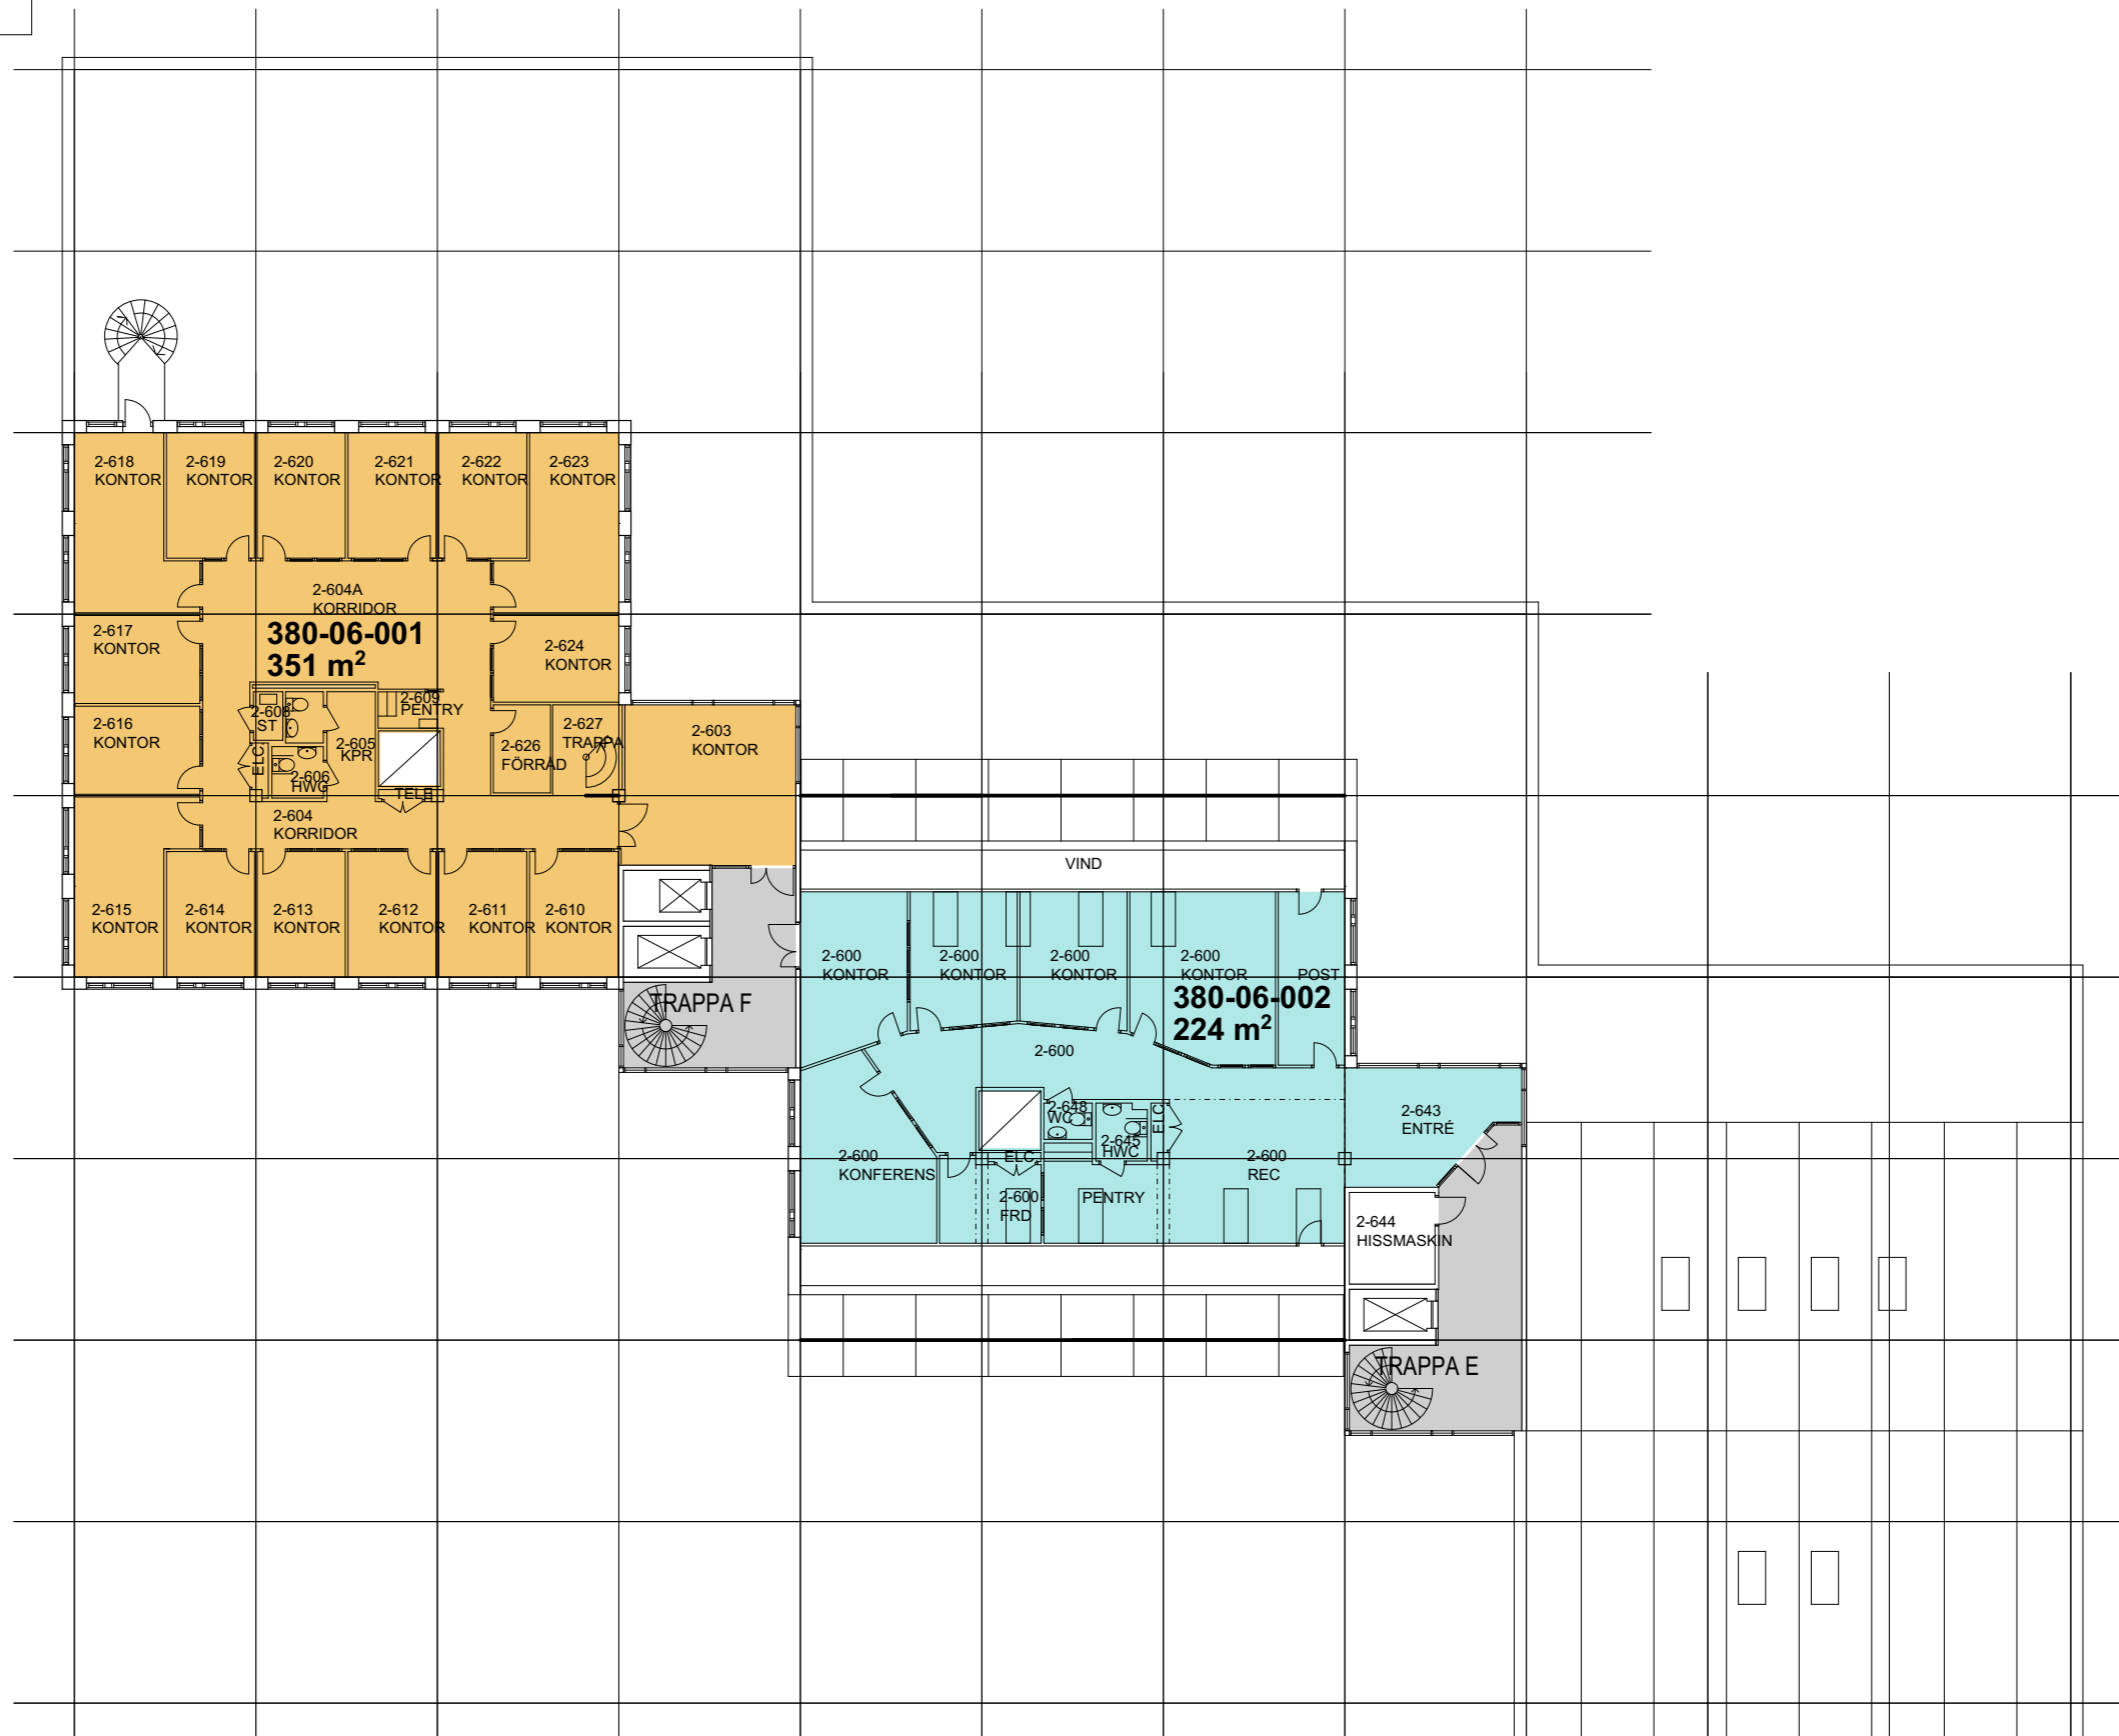 2-618
KONTOR
2-619
KONTOR
2-620
KONTOR
2-621
KONTOR
2-622
KONTOR
2-623
KONTOR
2-604A
KORRIDOR
380-06-001
351 m²
2-617
KONTOR
2-624
KONTOR
2-616
KONTOR
2-608
ST
2-609
PENTRY
2-605
KPR
ELC
2-606
HWC
TELE
2-626
FÖRRÅD
2-627
TRAPPA
2-603
KONTOR
2-604
KORRIDOR
2-615
KONTOR
2-614
KONTOR
2-613
KONTOR
2-612
KONTOR
2-611
KONTOR
2-610
KONTOR
TRAPPA F
VIND
2-600
KONTOR
2-600
KONTOR
2-600
KONTOR
2-600
KONTOR
POST
380-06-002
224 m²
2-600
2-648
WC
2-645
HWC
ELC
2-643
ENTRÉ
2-600
KONFERENS
ELC
2-600
FRD
PENTRY
2-600
REC
2-644
HISSMASKIN
TRAPPA E